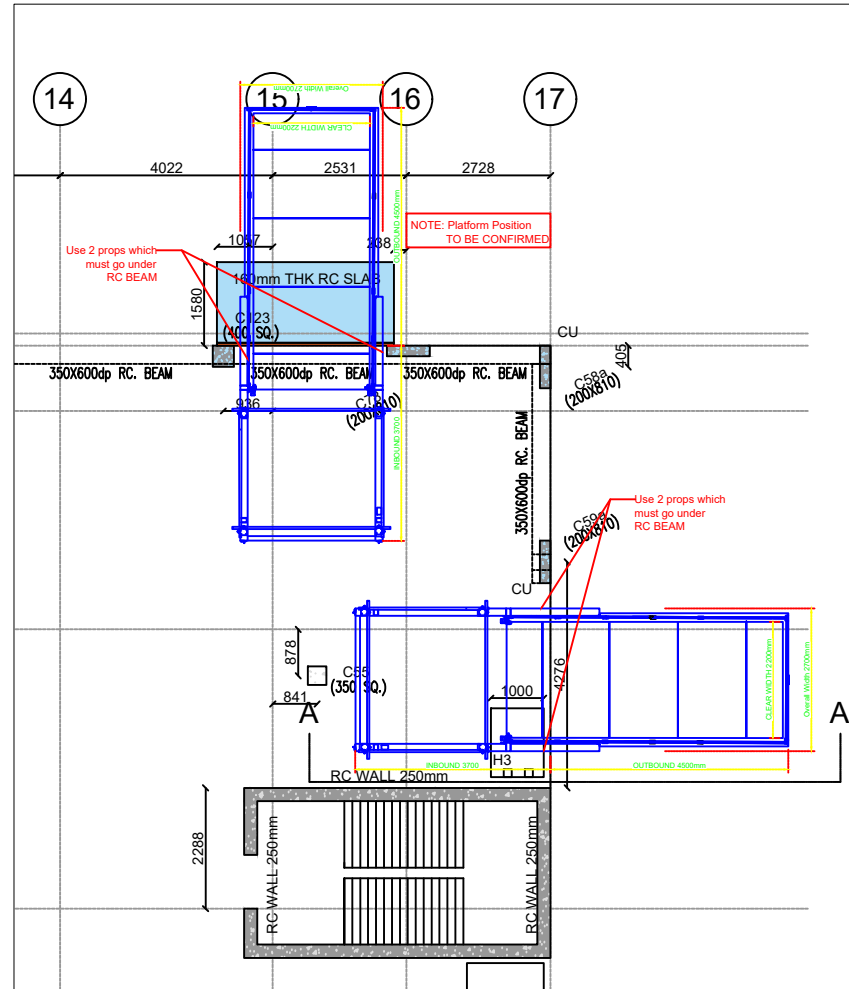 14
15
16
17
Overall Width 2700mm
CLEAR WIDTH 2200mm
4022
2531
2728
OUTBOUND 4500mm
NOTE: Platform Position
TO BE CONFIRMED
1057
238
Use 2 props which
must go under
RC BEAM
160mm THK RC SLAB
1580
C123
(400 SQ.)
CU
405
350X600dp RC. BEAM
350X600dp RC. BEAM
350X600dp RC. BEAM
C58a
(200X810)
936
(200X810)
INBOUND 3700
350X600dp RC. BEAM
Use 2 props which
must go under
RC BEAM
C59a
(200X810)
CU
878
C55
(350 SQ.)
841
1000
4276
CLEAR WIDTH 2200mm
Overall Width 2700mm
A
A
H3
INBOUND 3700
OUTBOUND 4500mm
RC WALL 250mm
2288
RC WALL 250mm
RC WALL 250mm